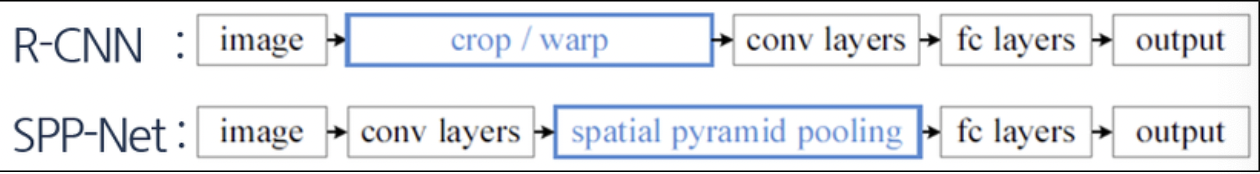 R-CNN : image crop / warp conv layers fc layers output
SPP-Net : image conv layers spatial pyramid pooling fc layers output